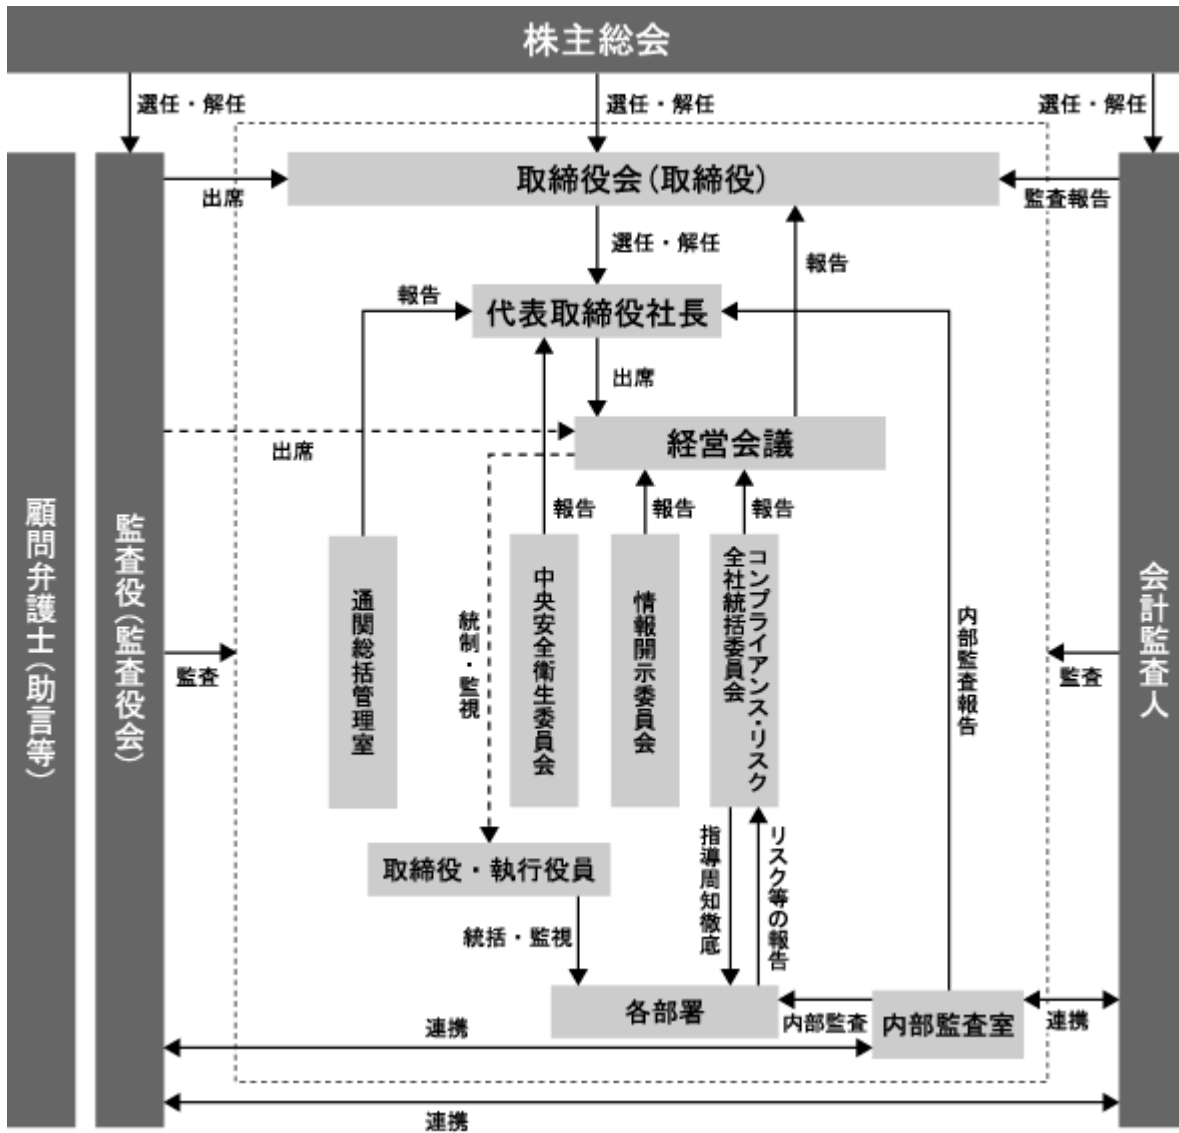 株主総会
選任・解任
選任・解任
選任・解任
取締役会(取締役)
出席
監査報告
選任・解任
報告
報告
代表取締役社長
出席
経営会議
出席
報告
報告
報告
顧問弁護士(助言等)
監査役(監査役会)
会計監査人
通関総括管理室
統制・監視
中央安全衛生委員会
情報開示委員会
コンプライアンス・リスク
全社統括委員会
内部監査報告
監査
監査
取締役・執行役員
指導周知徹底
リスク等の報告
統括・監視
各部署
内部監査
内部監査室
連携
連携
連携